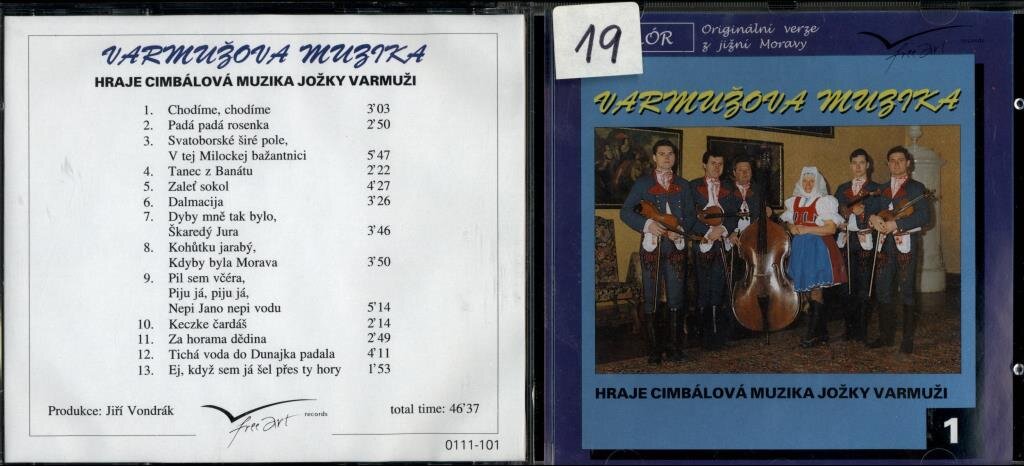 VARMUŽOVA MUZIKA
HRAJE CIMBÁLOVÁ MUZIKA JOŽKY VARMUŽI
1. Chodíme, chodíme 3'03
2. Padá padá rosenka 2'50
3. Svatoborské širé pole,
V tej Milockej bažantnici 5'47
4. Tanec z Banátu 2'22
5. Zaleť sokol 4'27
6. Dalmacija 3'26
7. Dyby mně tak bylo,
Škaredý Jura 3'46
8. Kohůtku jarabý,
Kdyby byla Morava 3'50
9. Pil sem včéra,
Piju já, piju já,
Nepi Jano nepi vodu 5'14
10. Keczke čardáš 2'14
11. Za horama dědina 2'49
12. Tichá voda do Dunajka padala 4'11
13. Ej, když sem já šel přes ty hory 1'53
Produkce: Jiří Vondrák
free art records
total time: 46'37
0111-101
19
LÓR
Originální verze
z jižní Moravy
free art
VARMUŽOVA MUZIKA
HRAJE CIMBÁLOVÁ MUZIKA JOŽKY VARMUŽI
1